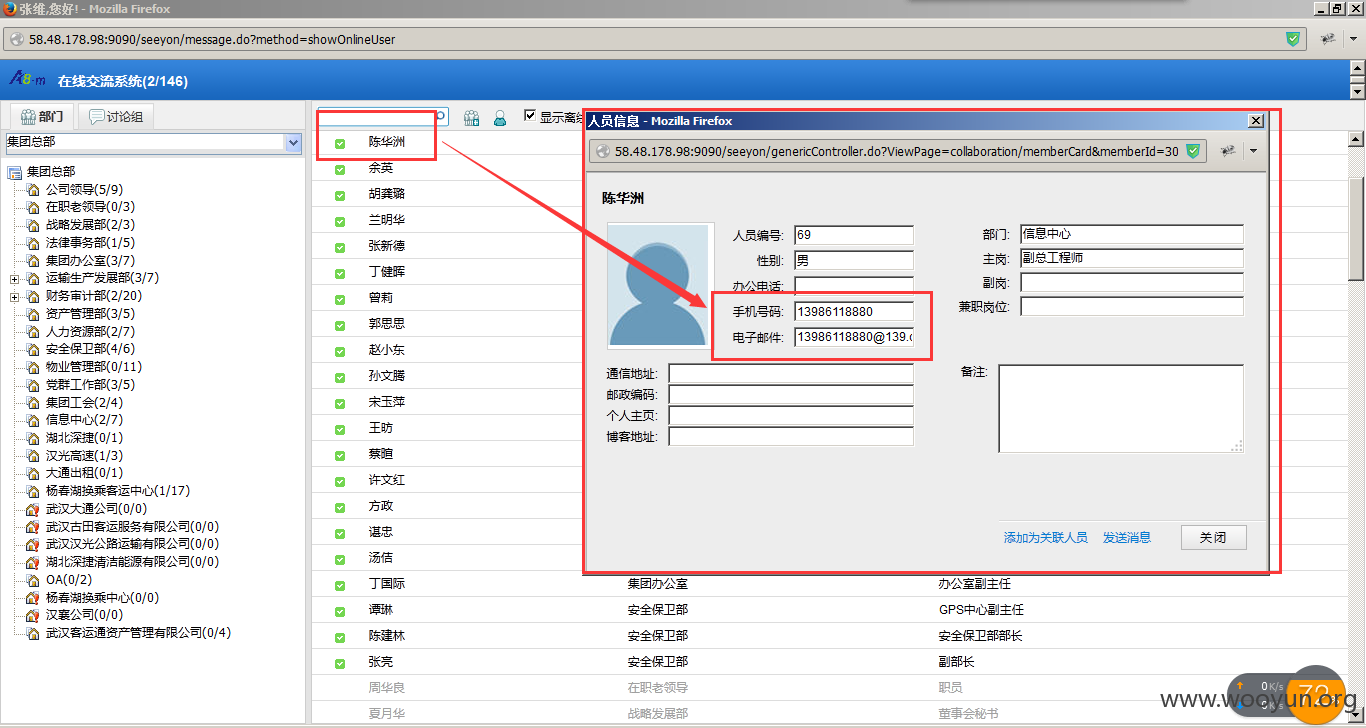 张维,您好! - Mozilla Firefox
58.48.178.98:9090/seeyon/message.do?method=showOnlineUser
A8-m 在线交流系统(2/146)
部门 讨论组
集团总部
集团总部
公司领导(5/9)
在职老领导(0/3)
战略发展部(2/3)
法律事务部(1/5)
集团办公室(3/7)
运输生产发展部(3/7)
财务审计部(2/20)
资产管理部(3/5)
人力资源部(2/7)
安全保卫部(4/6)
物业管理部(0/11)
党群工作部(3/5)
集团工会(2/4)
信息中心(2/7)
湖北深捷(0/1)
汉光高速(1/3)
大通出租(0/1)
杨春湖换乘客运中心(1/17)
武汉大通公司(0/0)
武汉古田客运服务有限公司(0/0)
武汉汉光公路运输有限公司(0/0)
湖北深捷清洁能源有限公司(0/0)
OA(0/2)
杨春湖换乘中心(0/0)
汉襄公司(0/0)
武汉客运通资产管理有限公司(0/4)
显示离线
陈华洲
余英
胡龚璐
兰明华
张新德
丁健晖
曾莉
郭思思
赵小东
孙文腾
宋玉萍
王昉
蔡暄
许文红
方政
谌忠
汤佶
丁国际 集团办公室 办公室副主任
谭琳 安全保卫部 GPS中心副主任
陈建林 安全保卫部 安全保卫部部长
张亮 安全保卫部 副部长
周华良 在职老领导 职员
夏月华 战略发展部 董事会秘书
人员信息 - Mozilla Firefox
58.48.178.98:9090/seeyon/genericController.do?ViewPage=collaboration/memberCard&memberId=30
陈华洲
人员编号: 69
性别: 男
办公电话:
手机号码: 13986118880
电子邮件: 13986118880@139.c
部门: 信息中心
主岗: 副总工程师
副岗:
兼职岗位:
通信地址:
邮政编码:
个人主页:
博客地址:
备注:
添加为关联人员 发送消息 关闭
0K/s
0K/s
72
www.wooyun.org